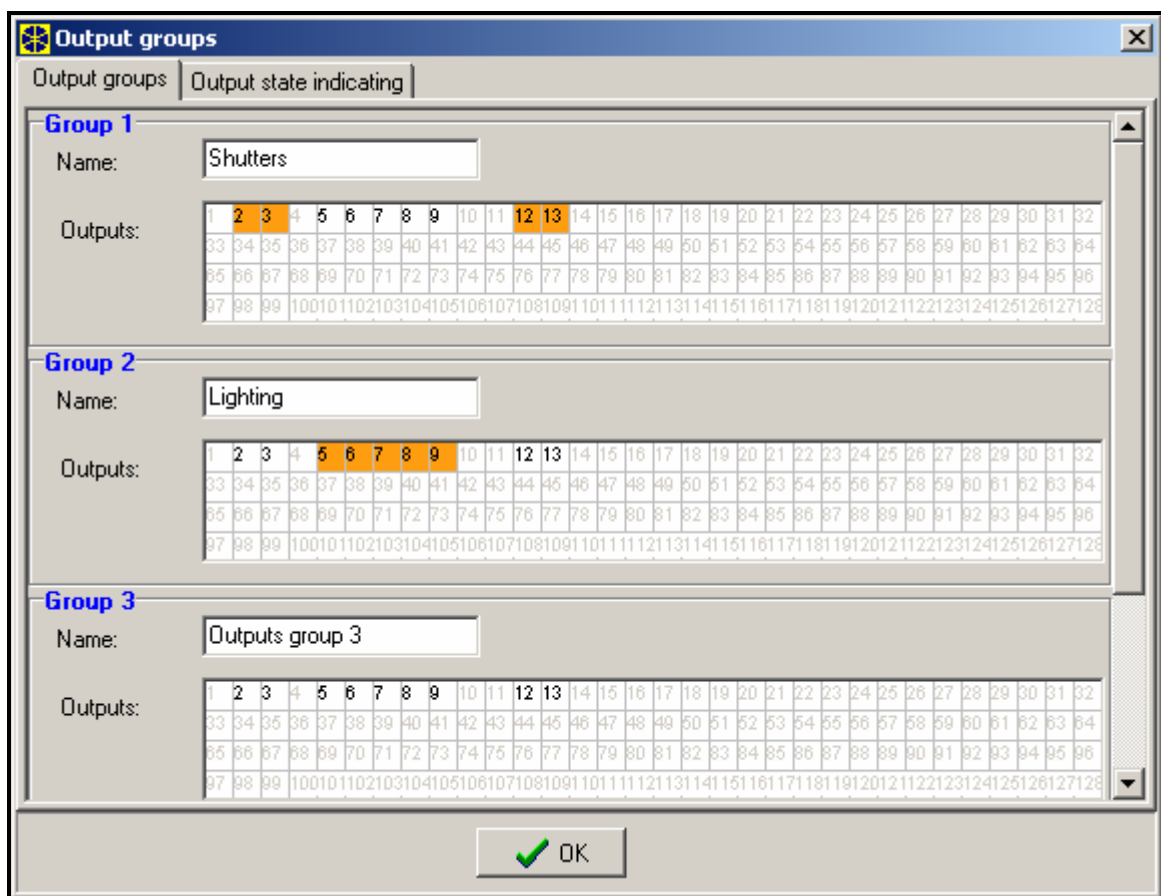 Output groups
Output groups Output state indicating
Group 1
Name: Shutters
Outputs:
1 2 3 4 5 6 7 8 9 10 11 12 13 14 15 16 17 18 19 20 21 22 23 24 25 26 27 28 29 30 31 32
33 34 35 36 37 38 39 40 41 42 43 44 45 46 47 48 49 50 51 52 53 54 55 56 57 58 59 60 61 62 63 64
65 66 67 68 69 70 71 72 73 74 75 76 77 78 79 80 81 82 83 84 85 86 87 88 89 90 91 92 93 94 95 96
97 98 99 100 101 102 103 104 105 106 107 108 109 110 111 112 113 114 115 116 117 118 119 120 121 122 123 124 125 126 127 128
Group 2
Name: Lighting
Outputs:
1 2 3 4 5 6 7 8 9 10 11 12 13 14 15 16 17 18 19 20 21 22 23 24 25 26 27 28 29 30 31 32
33 34 35 36 37 38 39 40 41 42 43 44 45 46 47 48 49 50 51 52 53 54 55 56 57 58 59 60 61 62 63 64
65 66 67 68 69 70 71 72 73 74 75 76 77 78 79 80 81 82 83 84 85 86 87 88 89 90 91 92 93 94 95 96
97 98 99 100 101 102 103 104 105 106 107 108 109 110 111 112 113 114 115 116 117 118 119 120 121 122 123 124 125 126 127 128
Group 3
Name: Outputs group 3
Outputs:
1 2 3 4 5 6 7 8 9 10 11 12 13 14 15 16 17 18 19 20 21 22 23 24 25 26 27 28 29 30 31 32
33 34 35 36 37 38 39 40 41 42 43 44 45 46 47 48 49 50 51 52 53 54 55 56 57 58 59 60 61 62 63 64
65 66 67 68 69 70 71 72 73 74 75 76 77 78 79 80 81 82 83 84 85 86 87 88 89 90 91 92 93 94 95 96
97 98 99 100 101 102 103 104 105 106 107 108 109 110 111 112 113 114 115 116 117 118 119 120 121 122 123 124 125 126 127 128
OK